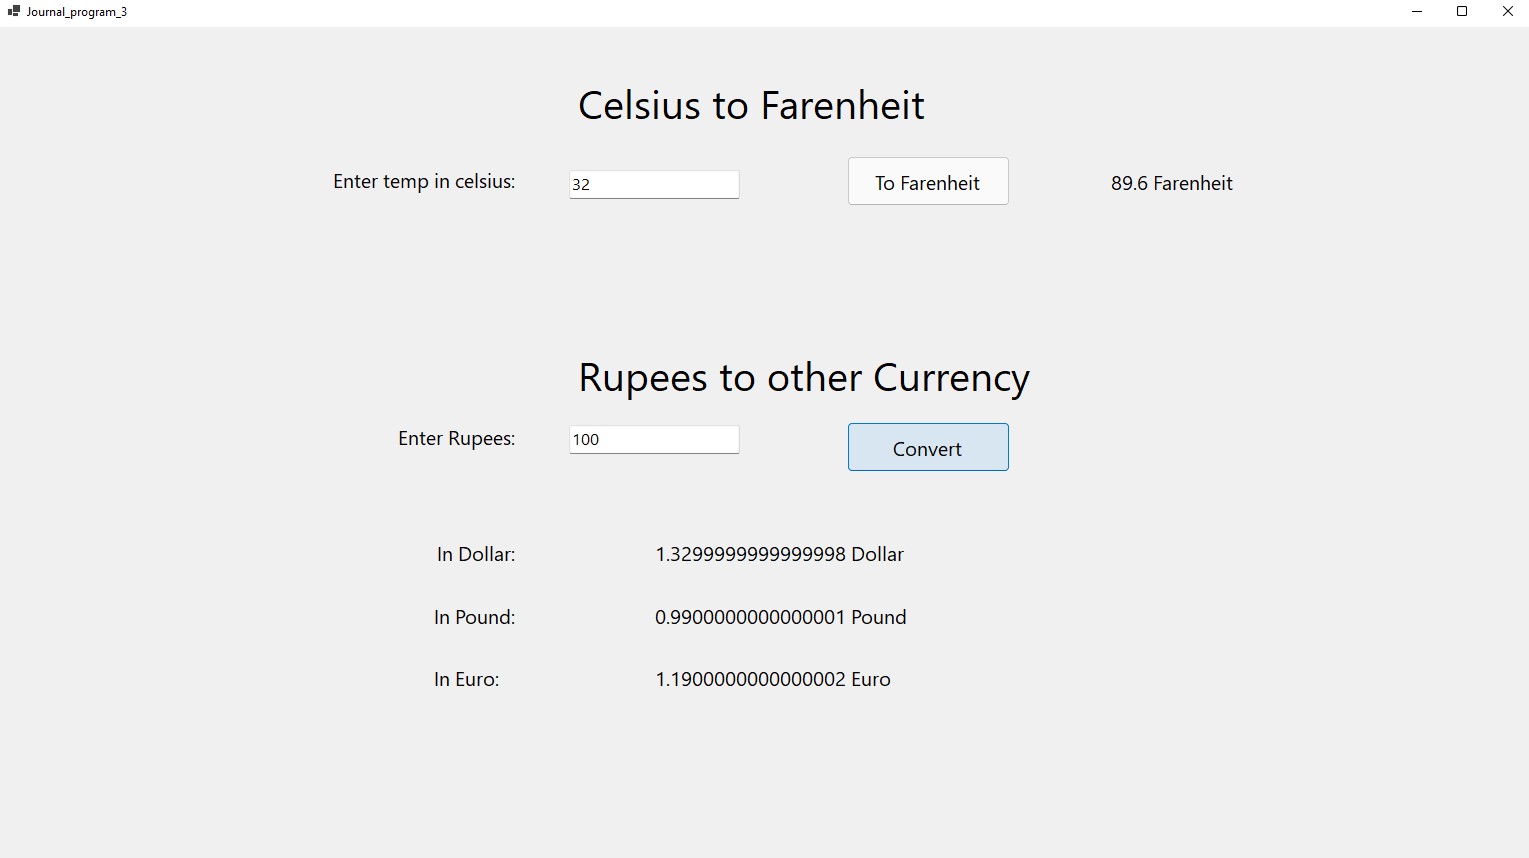 Journal_program_3
Celsius to Farenheit
Enter temp in celsius: 32 To Farenheit 89.6 Farenheit
Rupees to other Currency
Enter Rupees: 100 Convert
In Dollar: 1.3299999999999998 Dollar
In Pound: 0.9900000000000001 Pound
In Euro: 1.1900000000000002 Euro